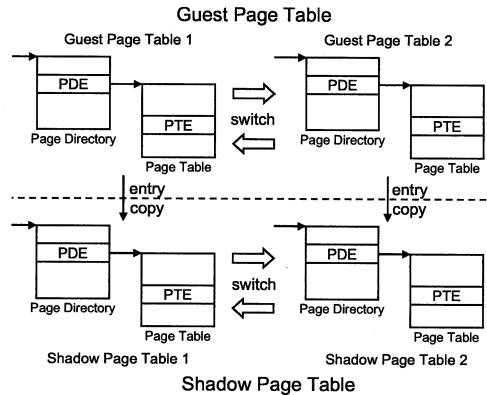 Guest Page Table
Guest Page Table 1
Guest Page Table 2
PDE
PTE
Page Directory
Page Table
switch
PDE
PTE
Page Directory
Page Table
entry
copy
entry
copy
PDE
PTE
Page Directory
Page Table
switch
PDE
PTE
Page Directory
Page Table
Shadow Page Table 1
Shadow Page Table 2
Shadow Page Table